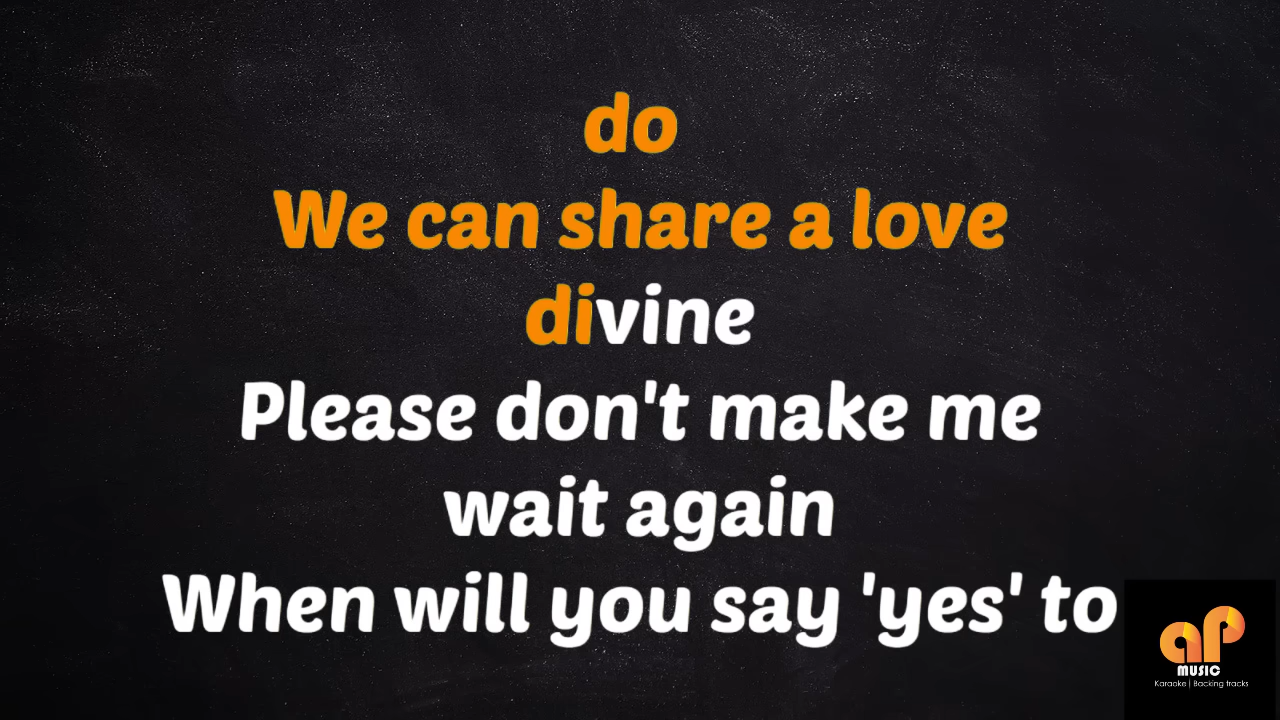 do
We can share a love
divine
Please don't make me
wait again
When will you say 'yes' to
ap
MUSIC
Karaoke | Backing tracks